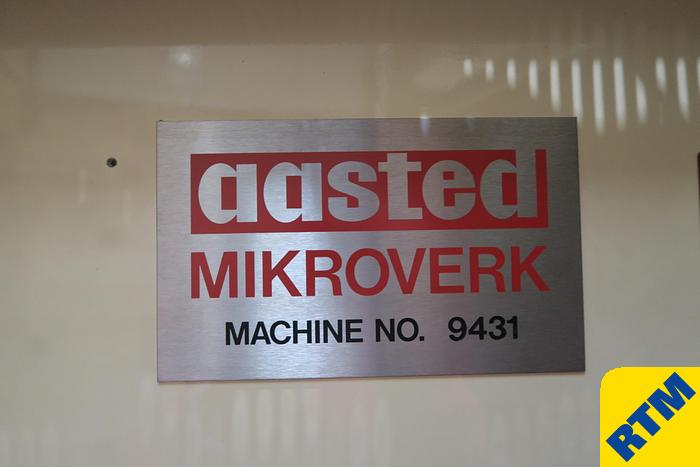 aasted
MIKROVERK
MACHINE NO. 9431
RTM